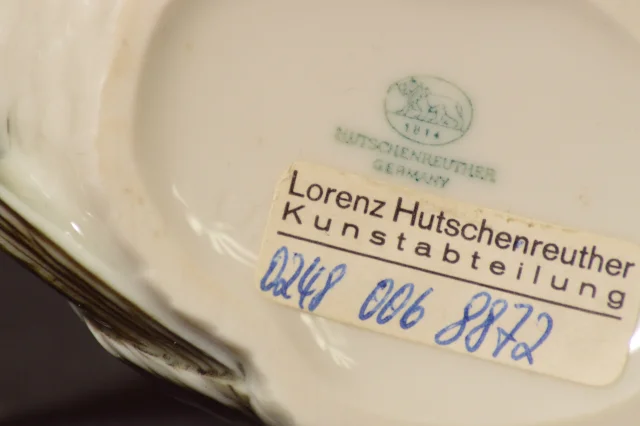 1814
HUTSCHENREUTHER
GERMANY
Lorenz Hutschenreuther
Kunstabteilung
0248 006 8872